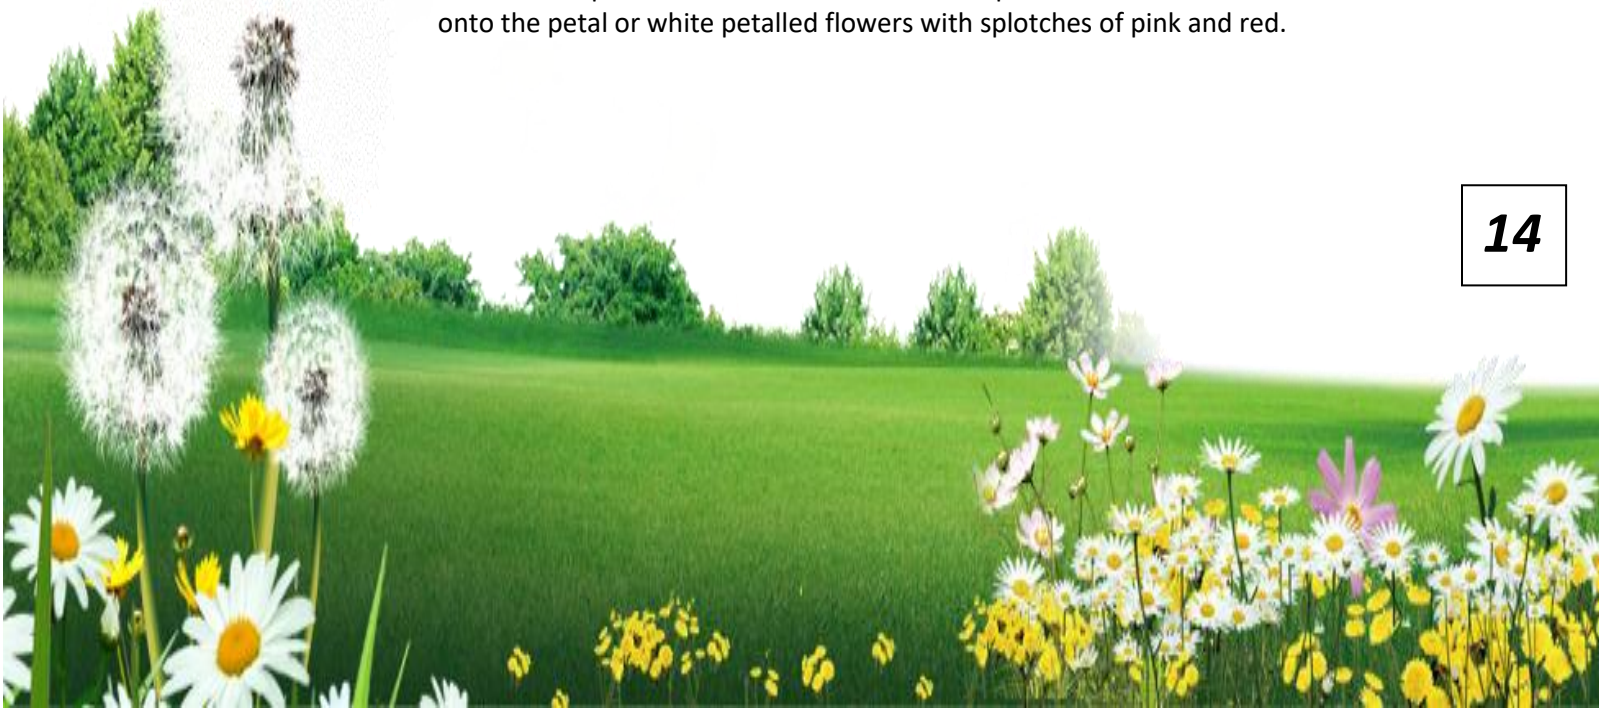 onto the petal or white petalled flowers with splotches of pink and red.
14